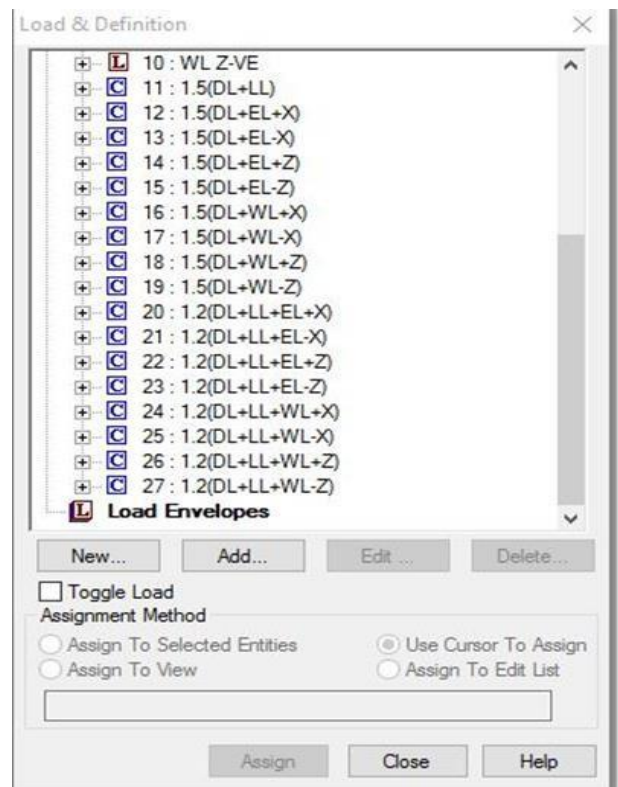 Load & Definition
L 10 : WL Z-VE
C 11 : 1.5(DL+LL)
C 12 : 1.5(DL+EL+X)
C 13 : 1.5(DL+EL-X)
C 14 : 1.5(DL+EL+Z)
C 15 : 1.5(DL+EL-Z)
C 16 : 1.5(DL+WL+X)
C 17 : 1.5(DL+WL-X)
C 18 : 1.5(DL+WL+Z)
C 19 : 1.5(DL+WL-Z)
C 20 : 1.2(DL+LL+EL+X)
C 21 : 1.2(DL+LL+EL-X)
C 22 : 1.2(DL+LL+EL+Z)
C 23 : 1.2(DL+LL+EL-Z)
C 24 : 1.2(DL+LL+WL+X)
C 25 : 1.2(DL+LL+WL-X)
C 26 : 1.2(DL+LL+WL+Z)
C 27 : 1.2(DL+LL+WL-Z)
L Load Envelopes
New... Add... Edit ... Delete...
Toggle Load
Assignment Method
Assign To Selected Entities Use Cursor To Assign
Assign To View Assign To Edit List
Assign Close Help